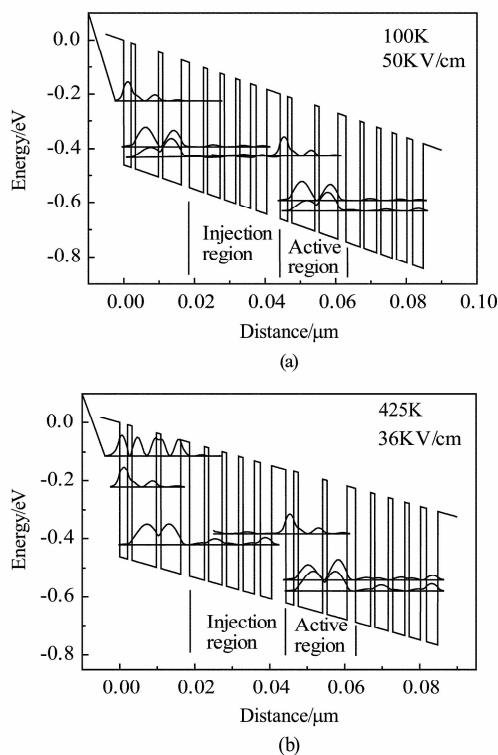 0.0
-0.2
-0.4
-0.6
-0.8
Energy/eV
100K
50KV/cm
Injection
region
Active
region
0.00
0.02
0.04
0.06
0.08
0.10
Distance/μm
(a)
0.0
-0.2
-0.4
-0.6
-0.8
Energy/eV
425K
36KV/cm
Injection
region
Active
region
0.00
0.02
0.04
0.06
0.08
Distance/μm
(b)